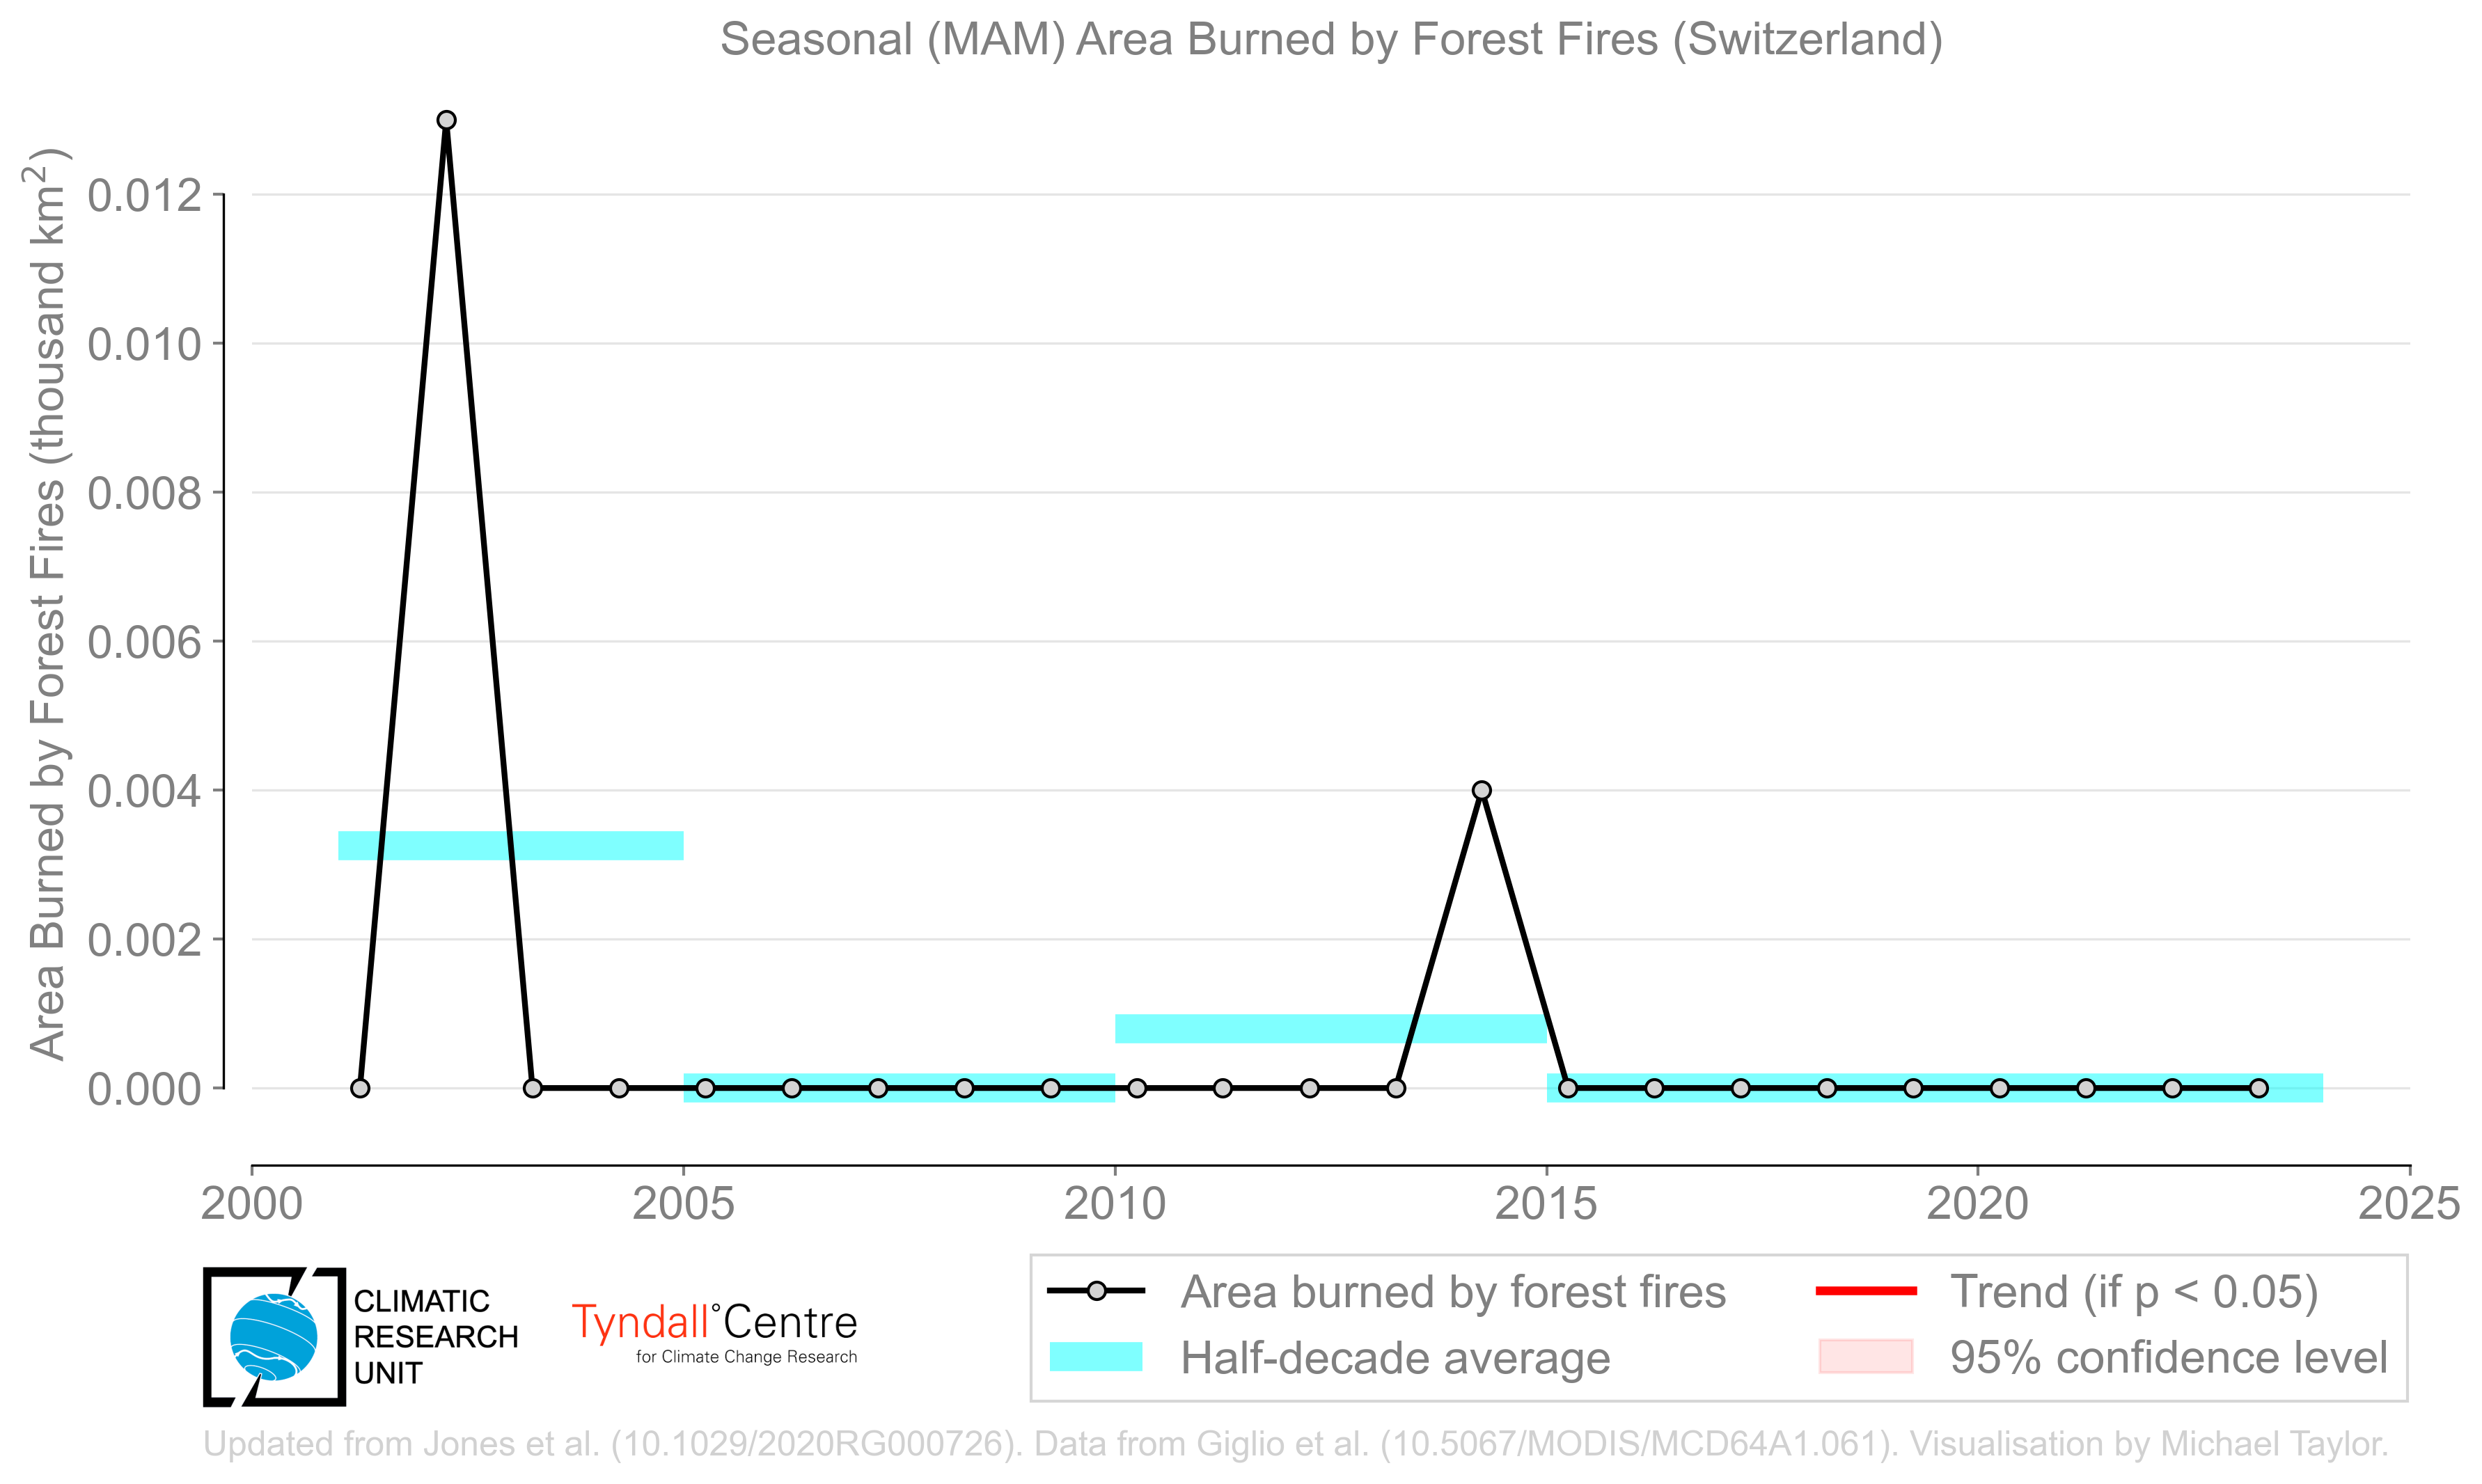 Seasonal (MAM) Area Burned by Forest Fires (Switzerland)
Area Burned by Forest Fires (thousand km²)
0.012
0.010
0.008
0.006
0.004
0.002
0.000
2000 2005 2010 2015 2020 2025
CLIMATIC
RESEARCH
UNIT
Tyndall°Centre
for Climate Change Research
Area burned by forest fires
Half-decade average
Trend (if p < 0.05)
95% confidence level
Updated from Jones et al. (10.1029/2020RG000726). Data from Giglio et al. (10.5067/MODIS/MCD64A1.061). Visualisation by Michael Taylor.